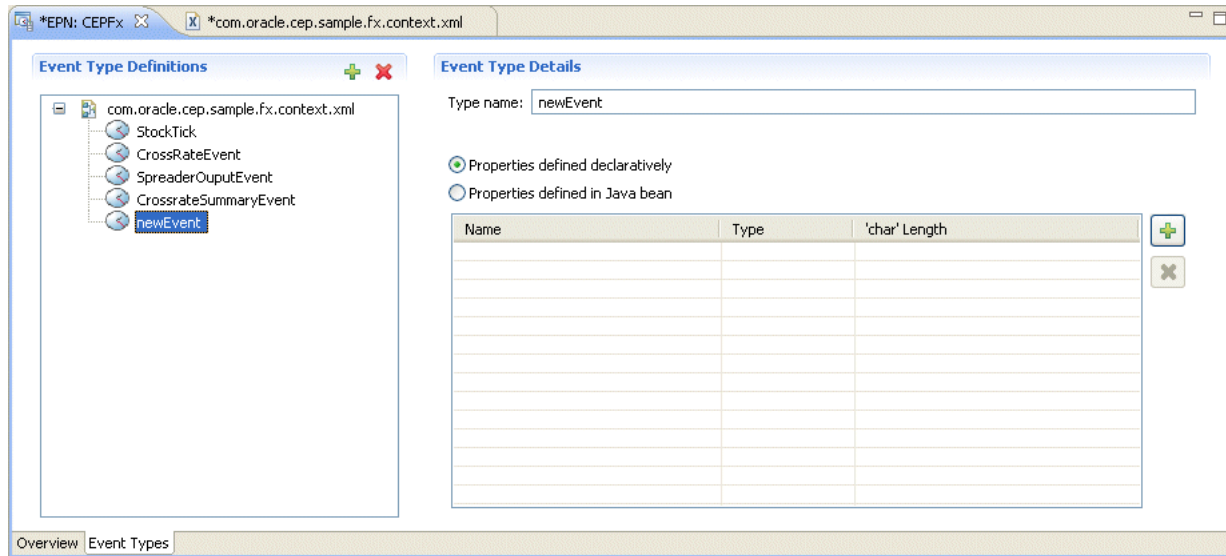 *EPN: CEPFx
*com.oracle.cep.sample.fx.context.xml
Event Type Definitions
com.oracle.cep.sample.fx.context.xml
StockTick
CrossRateEvent
SpreaderOuputEvent
CrossrateSummaryEvent
newEvent
Event Type Details
Type name: newEvent
Properties defined declaratively
Properties defined in Java bean
Name Type 'char' Length
Overview Event Types